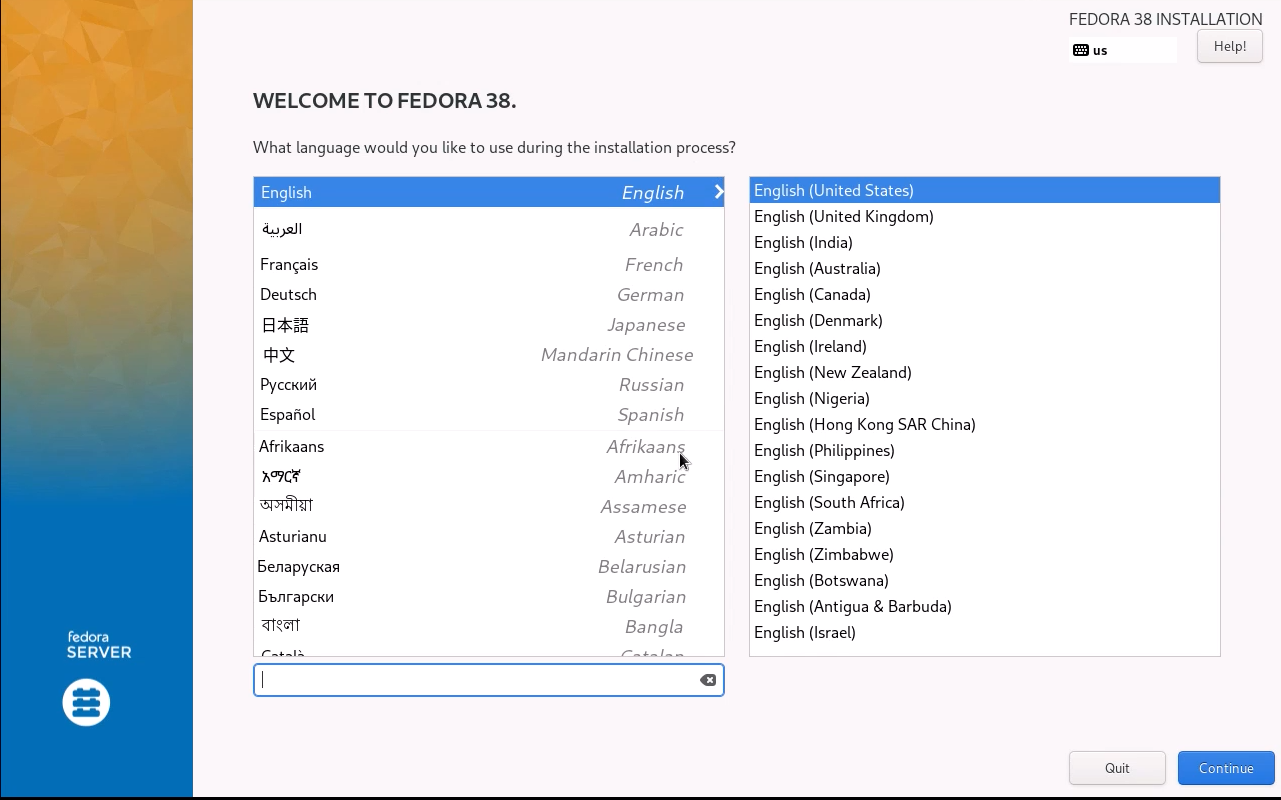 FEDORA 38 INSTALLATION
us
Help!
WELCOME TO FEDORA 38.
What language would you like to use during the installation process?
English English
العربية Arabic
Français French
Deutsch German
日本語 Japanese
中文 Mandarin Chinese
Русский Russian
Español Spanish
Afrikaans Afrikaans
አማርኛ Amharic
অসমীয়া Assamese
Asturianu Asturian
Беларуская Belarusian
Български Bulgarian
বাংলা Bangla
Català Catalan
English (United States)
English (United Kingdom)
English (India)
English (Australia)
English (Canada)
English (Denmark)
English (Ireland)
English (New Zealand)
English (Nigeria)
English (Hong Kong SAR China)
English (Philippines)
English (Singapore)
English (South Africa)
English (Zambia)
English (Zimbabwe)
English (Botswana)
English (Antigua & Barbuda)
English (Israel)
fedora
SERVER
Quit
Continue